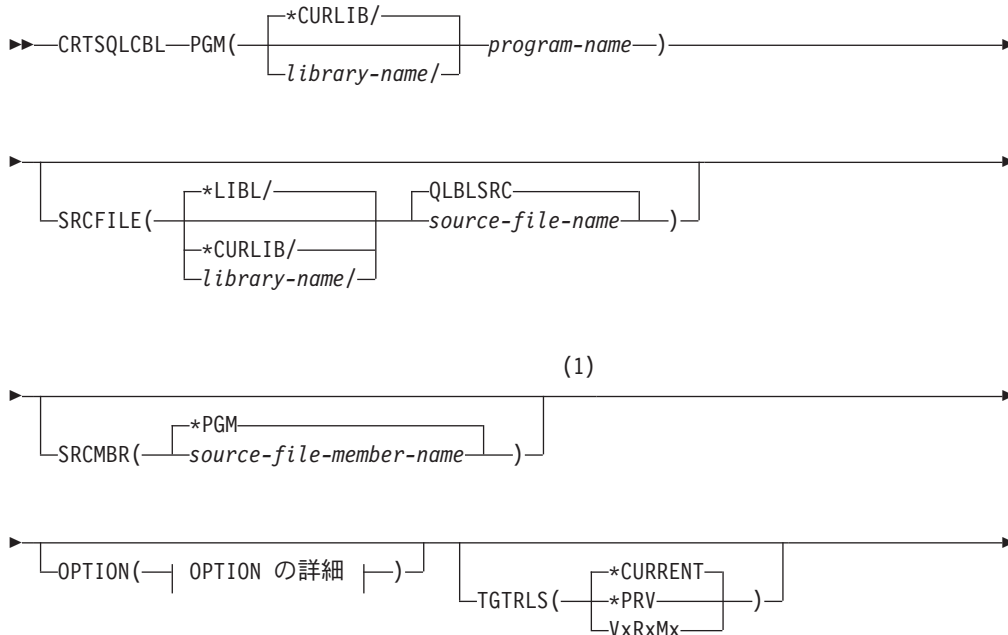 *CURLIB/
CRTSQLCBL PGM( program-name )
library-name/
*LIBL/ QLBLSRC
SRCFILE( source-file-name )
*CURLIB/
library-name/
(1)
*PGM
SRCMBR( source-file-member-name )
OPTION( OPTION の詳細 ) *CURRENT
TGTRLS( *PRV )
VxRxMx